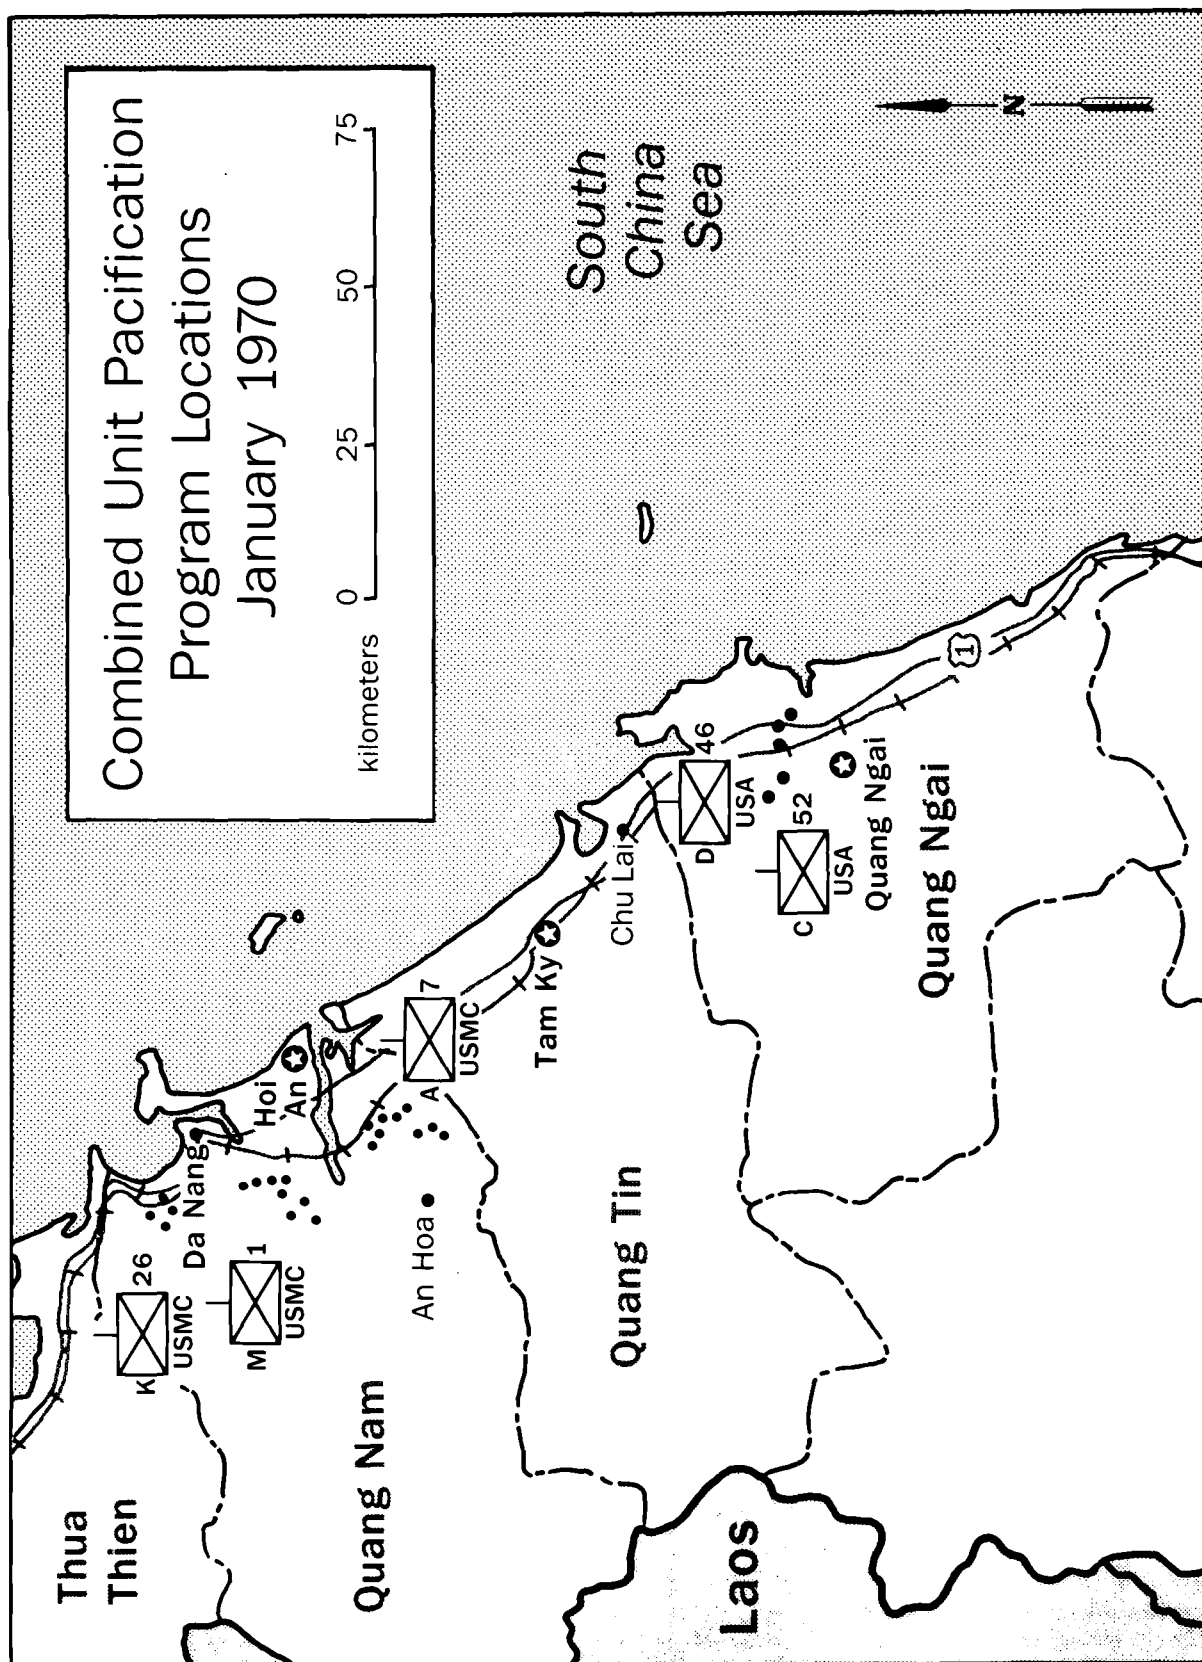 Combined Unit Pacification
Program Locations
January 1970
kilometers
0 25 50 75
N
South
China
Sea
Thua
Thien
K 26
USMC
Da Nang
M 1
USMC
Hoi
An
Quang Nam
An Hoa
A 7
USMC
Tam Ky
Quang Tin
Chu Lai
D 46
USA
C 52
USA
Quang Ngai
Quang Ngai
1
Laos